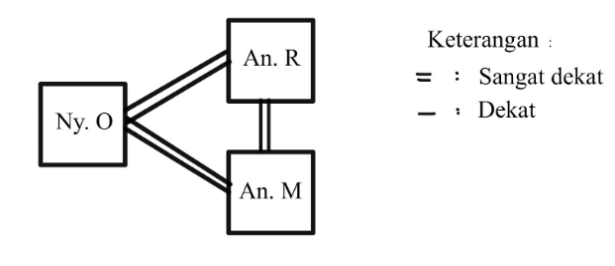 An. R
Ny. O
An. M
Keterangan :
= : Sangat dekat
− : Dekat